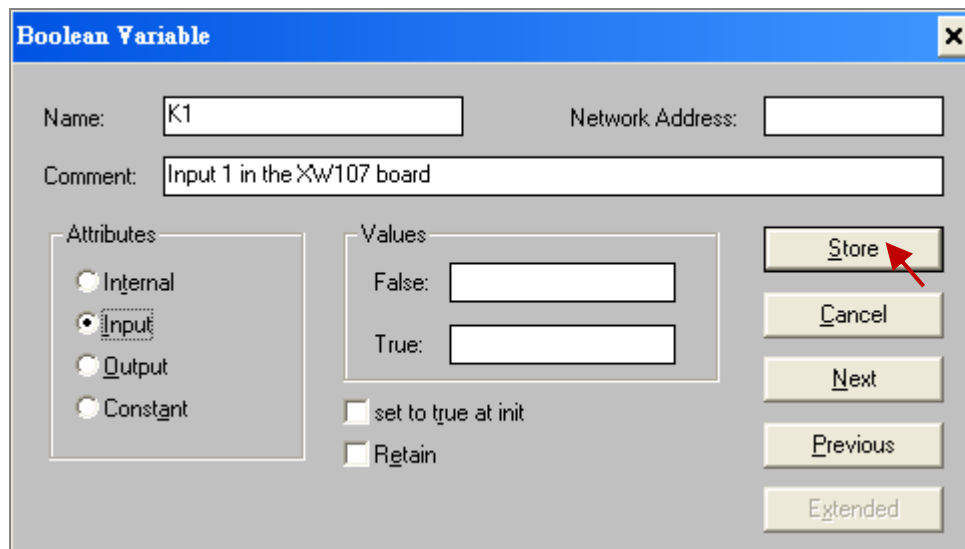 Boolean Variable
Name: K1 Network Address:
Comment: Input 1 in the XW107 board
Attributes Values
Store
Internal False:
Input Cancel
True:
Output Next
Constant set to true at init
Retain Previous
Extended